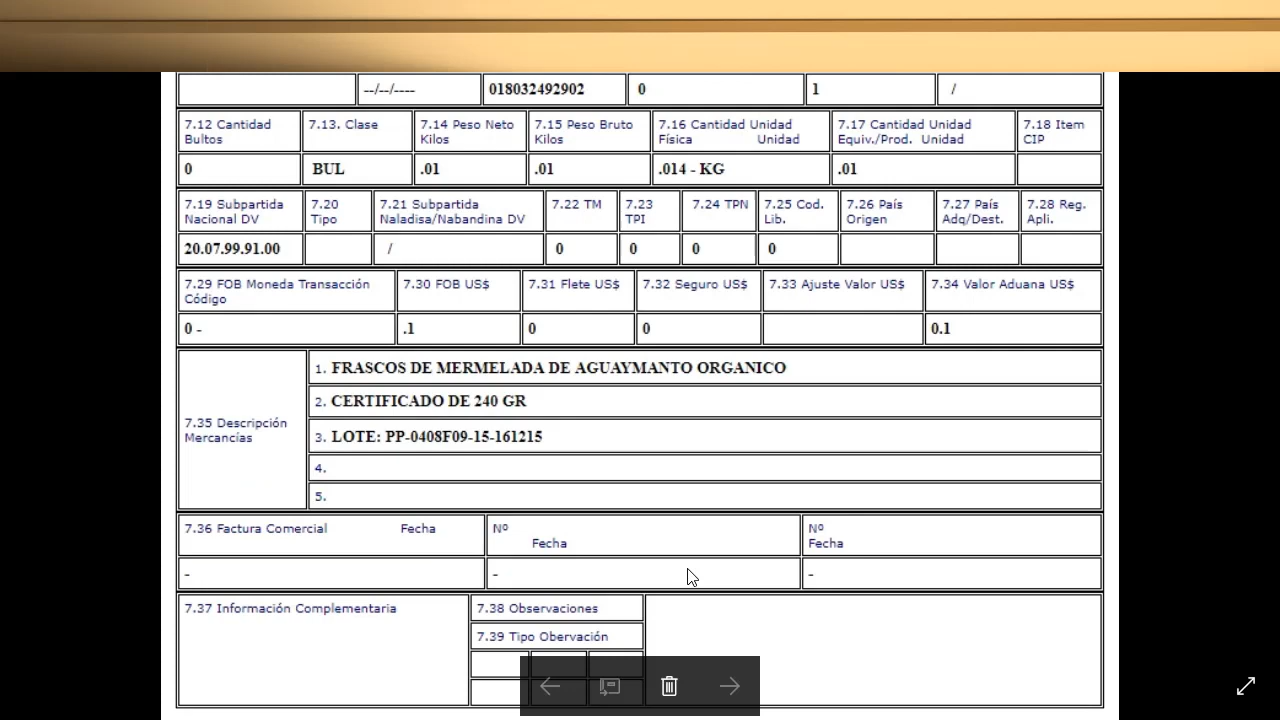 --/--/---- 018032492902 0 1 /
7.12 Cantidad Bultos 7.13. Clase 7.14 Peso Neto Kilos 7.15 Peso Bruto Kilos 7.16 Cantidad Unidad Física Unidad 7.17 Cantidad Unidad Equiv./Prod. Unidad 7.18 Item CIP
0 BUL .01 .01 .014 - KG .01
7.19 Subpartida Nacional DV 7.20 Tipo 7.21 Subpartida Naladisa/Nabandina DV 7.22 TM 7.23 TPI 7.24 TPN 7.25 Cod. Lib. 7.26 País Origen 7.27 País Adq/Dest. 7.28 Reg. Apli.
20.07.99.91.00 / 0 0 0 0
7.29 FOB Moneda Transacción Código 7.30 FOB US$ 7.31 Flete US$ 7.32 Seguro US$ 7.33 Ajuste Valor US$ 7.34 Valor Aduana US$
0 - .1 0 0 0.1
7.35 Descripción Mercancías
1. FRASCOS DE MERMELADA DE AGUAYMANTO ORGANICO
2. CERTIFICADO DE 240 GR
3. LOTE: PP-0408F09-15-161215
4.
5.
7.36 Factura Comercial Fecha Nº Fecha Nº Fecha
- - -
7.37 Información Complementaria 7.38 Observaciones
7.39 Tipo Obervación